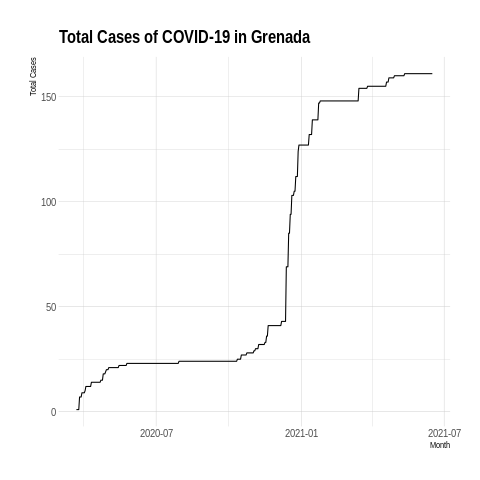 Total Cases of COVID-19 in Grenada
Total Cases
150
100
50
0
2020-07
2021-01
2021-07
Month